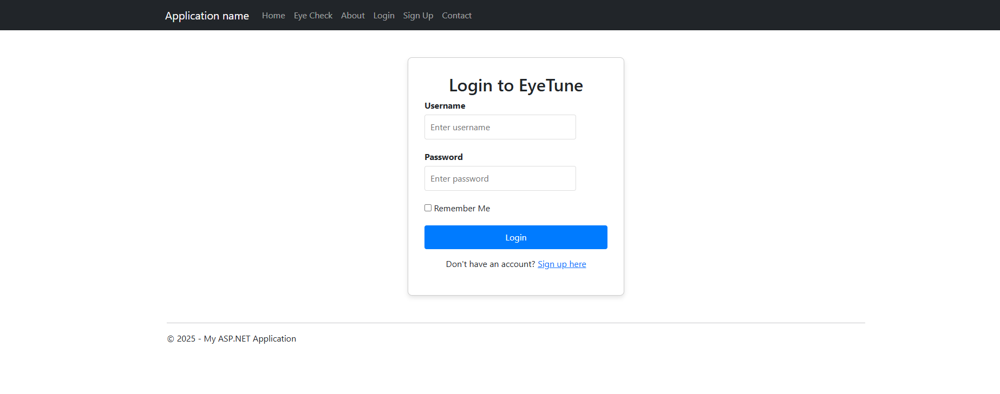 Application name Home Eye Check About Login Sign Up Contact
Login to EyeTune
Username
Enter username
Password
Enter password
Remember Me
Login
Don't have an account? Sign up here
© 2025 - My ASP.NET Application